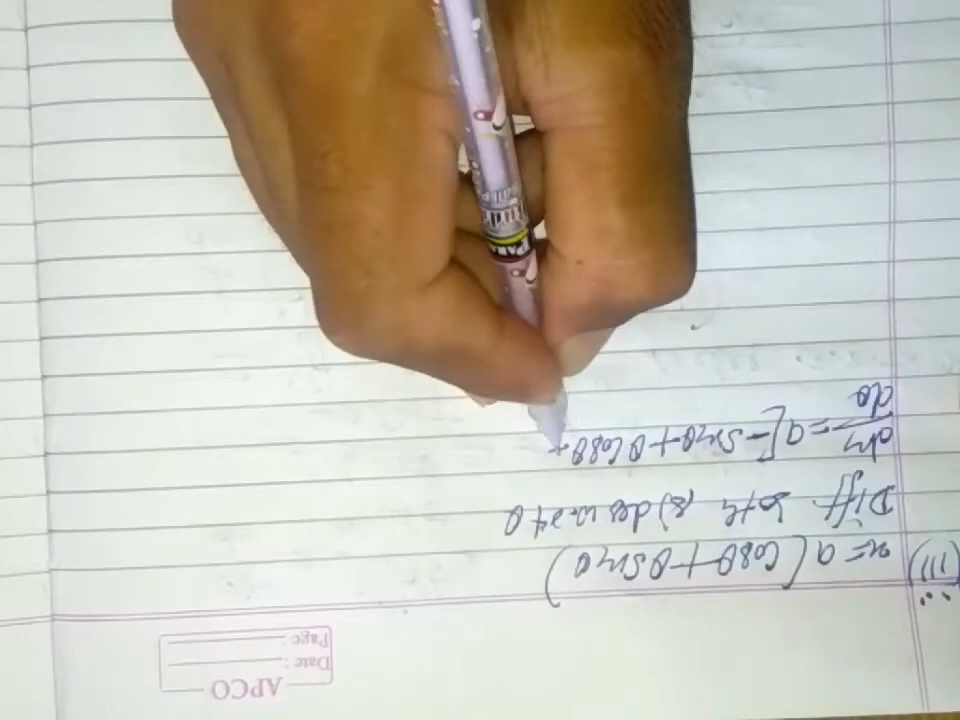 APCO
Date:
Page:
(iii) x = a (cosθ + θ sinθ)
Diff. both sides w.r.t θ
dx/dθ = a [- sinθ + θ cosθ +